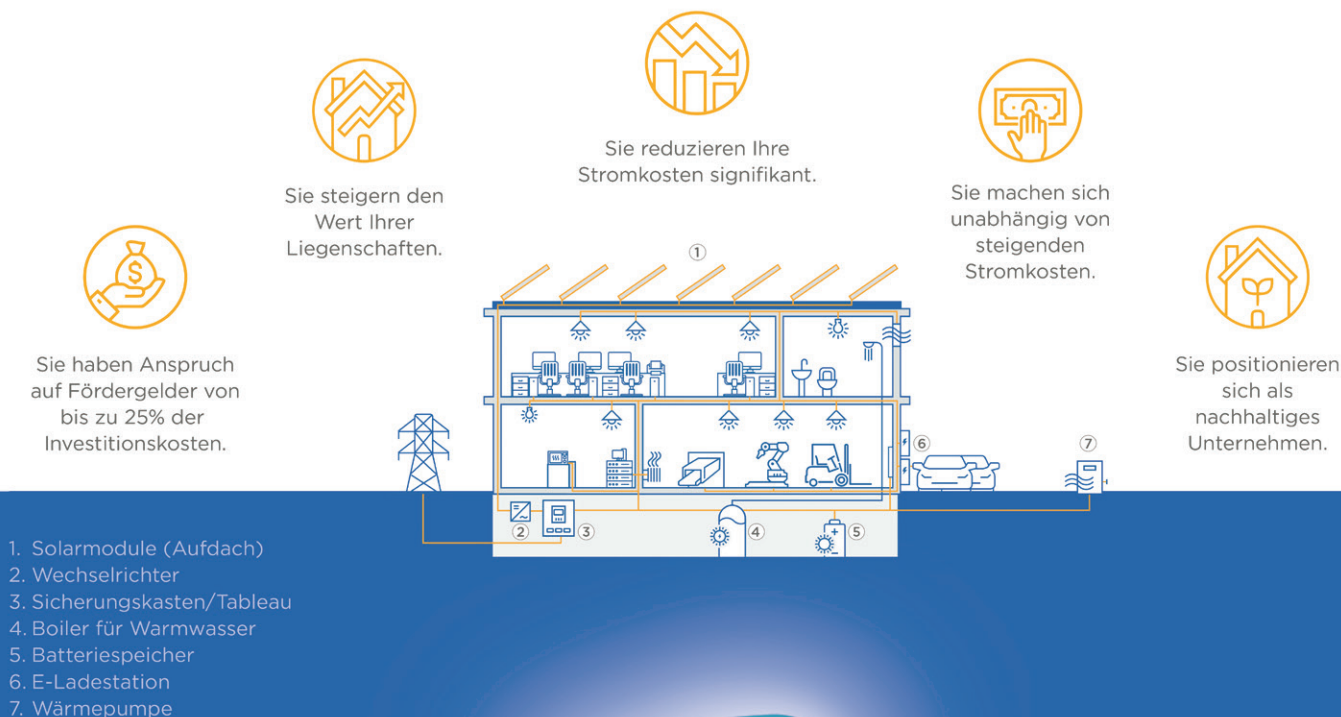 Sie reduzieren Ihre
Stromkosten signifikant.
Sie steigern den
Wert Ihrer
Liegenschaften.
Sie machen sich
unabhängig von
steigenden
Stromkosten.
Sie haben Anspruch
auf Fördergelder von
bis zu 25% der
Investitionskosten.
Sie positionieren
sich als
nachhaltiges
Unternehmen.
$
1
6
7
2
3
4
5
1. Solarmodule (Aufdach)
2. Wechselrichter
3. Sicherungskasten/Tableau
4. Boiler für Warmwasser
5. Batteriespeicher
6. E-Ladestation
7. Wärmepumpe